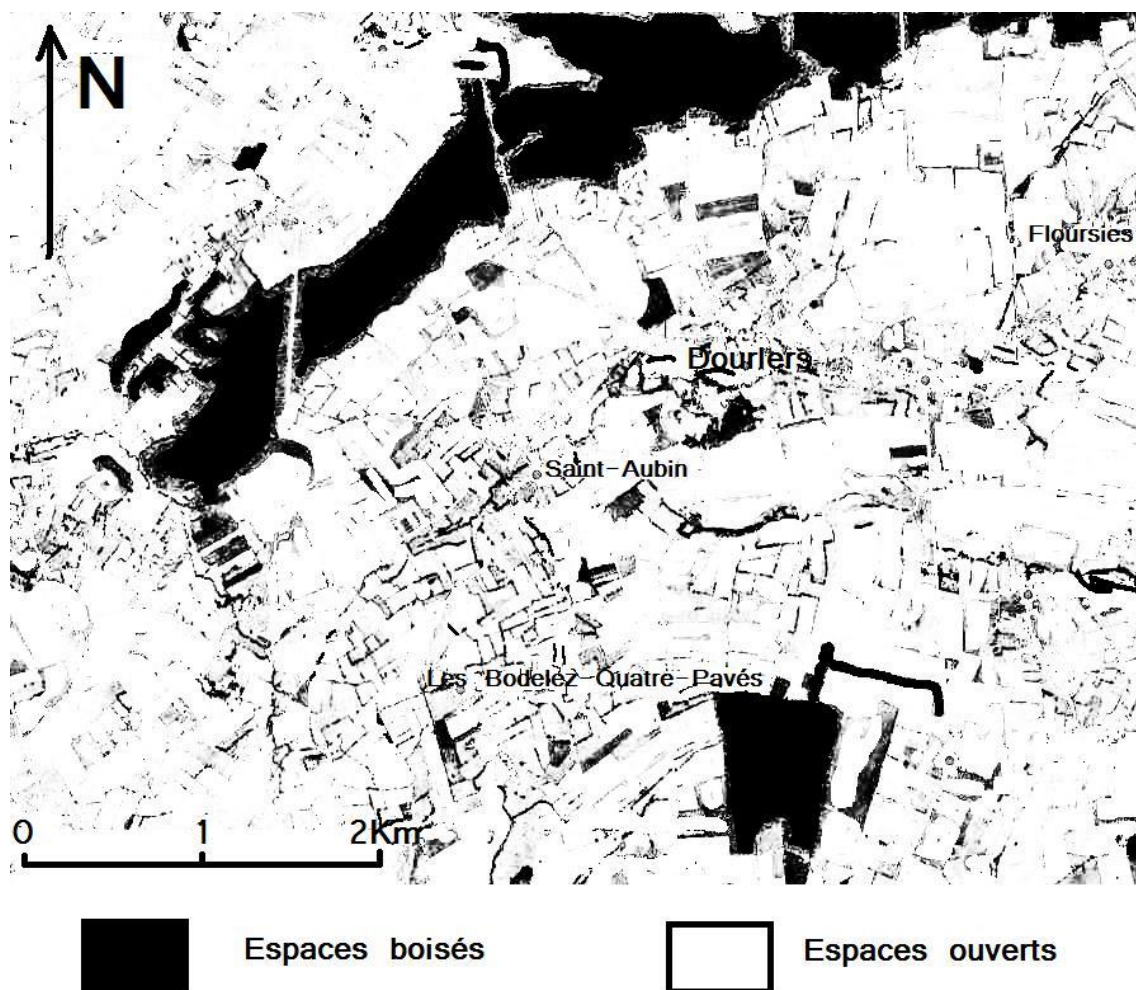 N
Floursies
Dourlers
Saint-Aubin
Les Bodelez-Quatre-Pavés
0 1 2Km
Espaces boisés
Espaces ouverts